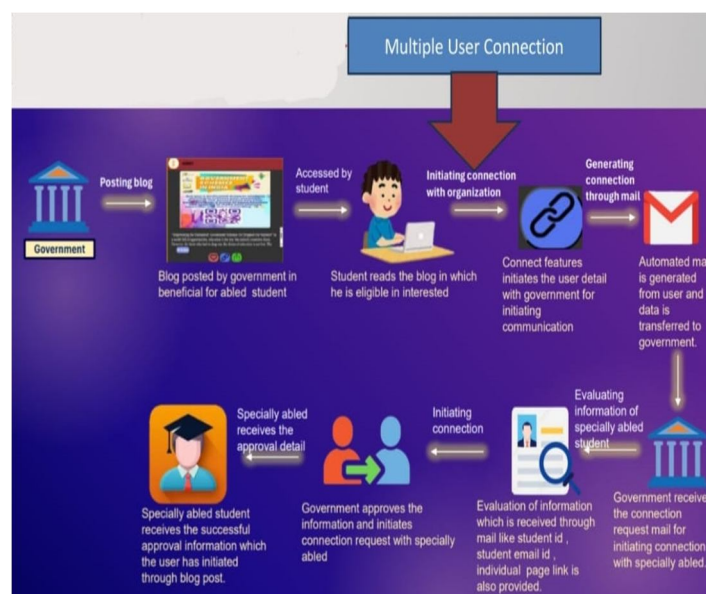 Multiple User Connection
Government
Posting blog
Blog posted by government in
beneficial for abled student
Accessed by
student
Student reads the blog in which
he is eligible in interested
Initiating connection
with organization
Connect features
initiates the user detail
with government for
initiating
communication
Generating
connection
through mail
Automated ma
is generated
from user and
data is
transferred to
government.
Government receive
the connection
request mail for
initiating connection
with specially abled.
Evaluating
information of
specially abled
student
Evaluation of information
which is received through
mail like student id ,
student email id ,
individual page link is
also provided.
Initiating
connection
Government approves the
information and initiates
connection request with specially
abled
Specially abled
receives the
approval detail
Specially abled student
receives the successful
approval information which
the user has initiated
through blog post.